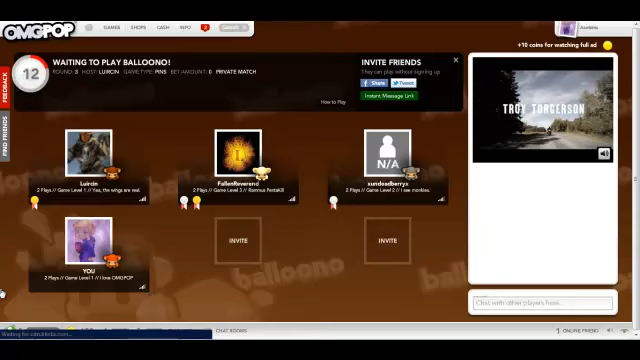 OMGPOP
GAMES SHOPS CASH INFO
+10 coins for watching full ad
12
WAITING TO PLAY BALLOONO!
ROUND: 3 HOST: LUIRCIN GAMETYPE: PINS BET AMOUNT: 0 PRIVATE MATCH
How to Play
INVITE FRIENDS
They can play without signing up
Share Tweet
Instant Message Link
FEEDBACK
FIND FRIENDS
TROY TORGERSON
Luircin
2 Plays // Game Level 1 // Yes, the wings are real.
FallenReverend
2 Plays // Game Level 3 // Rammus PentaKill
N/A
xundeadberryx
2 Plays // Game Level 2 // I see monkies.
YOU
2 Plays // Game Level 1 // I love OMGPOP
INVITE
INVITE
balloono
balloono
Chat with other players here...
CHAT ROOMS
1 ONLINE FRIEND